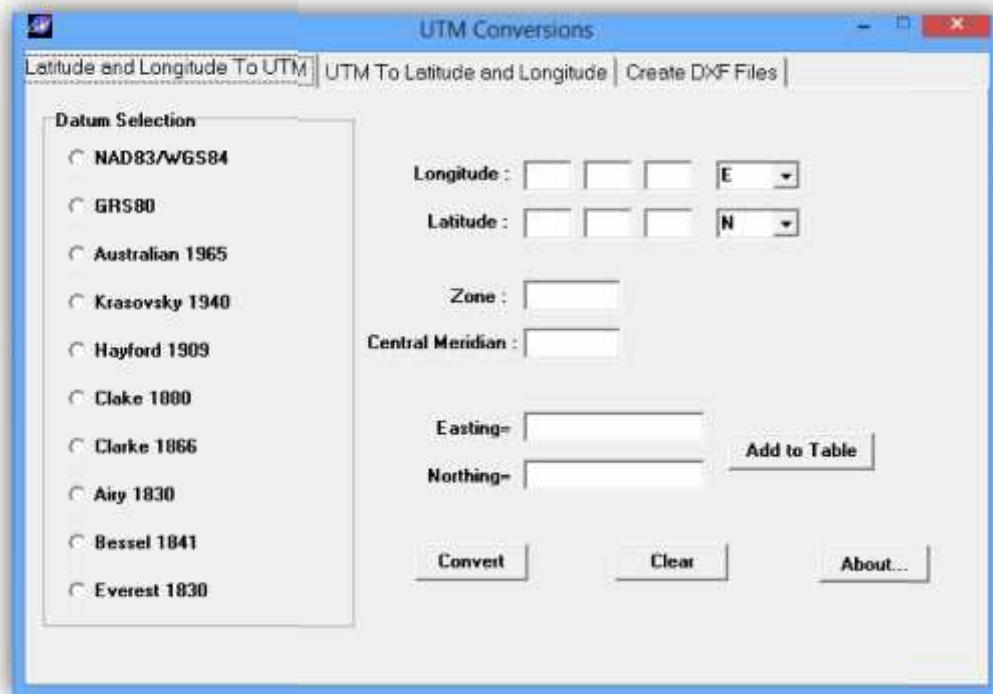 UTM Conversions
Latitude and Longitude To UTM
UTM To Latitude and Longitude
Create DXF Files
Datum Selection
NAD83/WGS84
GRS80
Australian 1965
Krasovsky 1940
Hayford 1909
Clake 1880
Clarke 1866
Airy 1830
Bessel 1841
Everest 1830
Longitude :
E
Latitude :
N
Zone :
Central Meridian :
Easting=
Northing=
Add to Table
Convert
Clear
About...